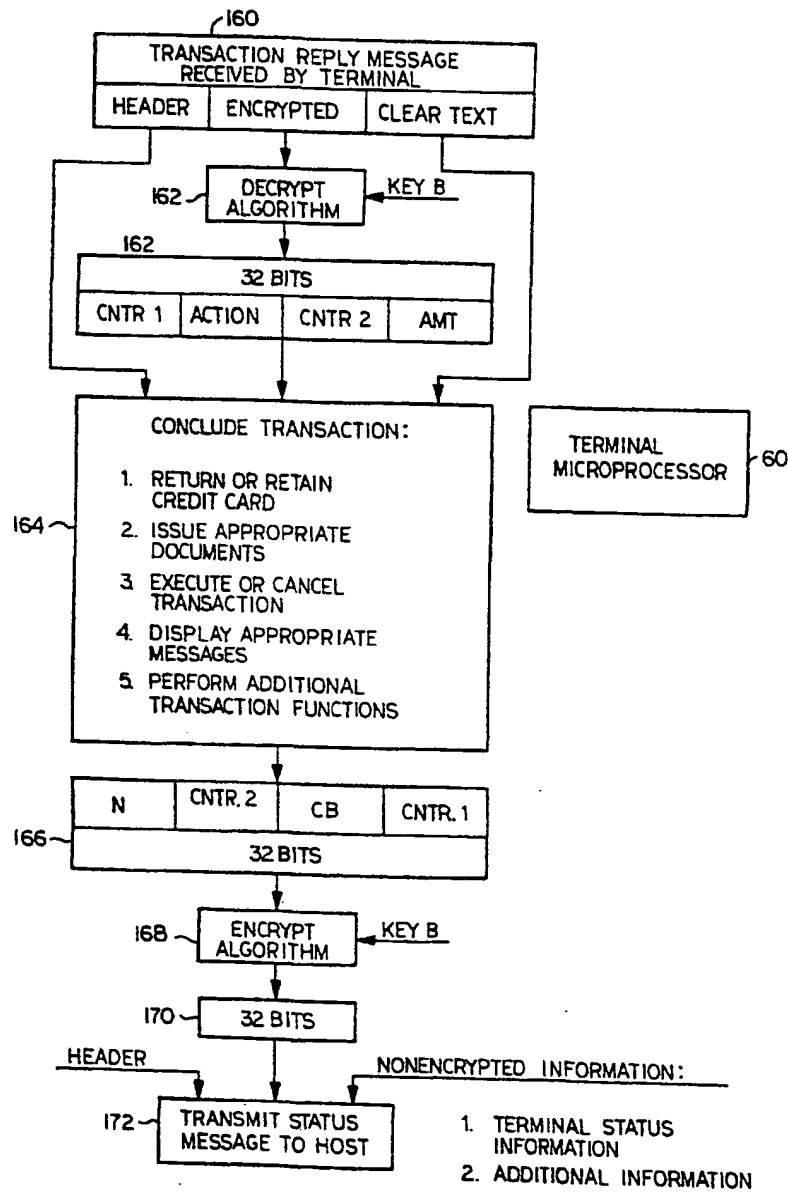 160
TRANSACTION REPLY MESSAGE
RECEIVED BY TERMINAL
HEADER ENCRYPTED CLEAR TEXT
162 DECRYPT
ALGORITHM
KEY B
162
32 BITS
CNTR 1 ACTION CNTR 2 AMT
CONCLUDE TRANSACTION:
1. RETURN OR RETAIN
CREDIT CARD
2. ISSUE APPROPRIATE
DOCUMENTS
3. EXECUTE OR CANCEL
TRANSACTION
4. DISPLAY APPROPRIATE
MESSAGES
5. PERFORM ADDITIONAL
TRANSACTION FUNCTIONS
164
TERMINAL
MICROPROCESSOR
60
N CNTR. 2 CB CNTR. 1
166
32 BITS
168 ENCRYPT
ALGORITHM
KEY B
170 32 BITS
HEADER
NONENCRYPTED INFORMATION:
172 TRANSMIT STATUS
MESSAGE TO HOST
1. TERMINAL STATUS
INFORMATION
2. ADDITIONAL INFORMATION